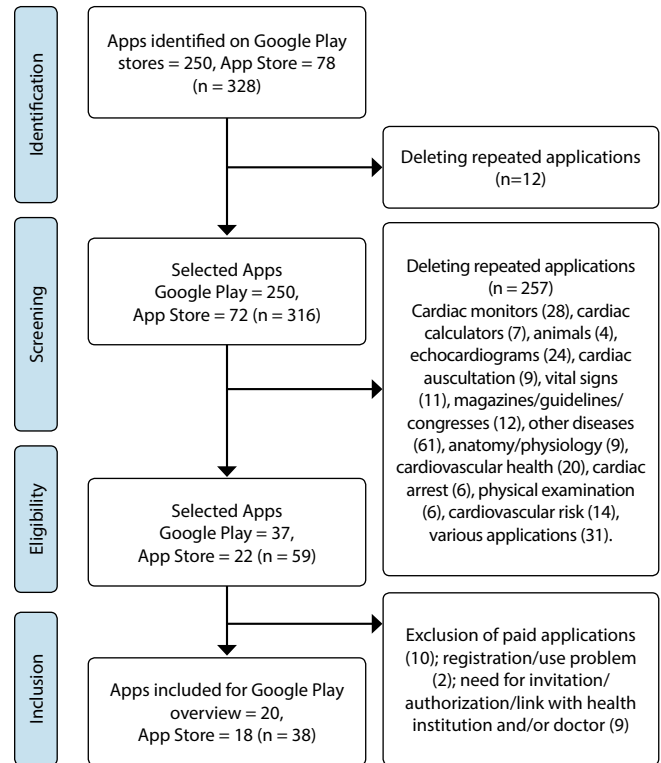 Identification
Apps identified on Google Play
stores = 250, App Store = 78
(n = 328)
Deleting repeated applications
(n=12)
Screening
Selected Apps
Google Play = 250,
App Store = 72 (n = 316)
Deleting repeated applications
(n = 257)
Cardiac monitors (28), cardiac
calculators (7), animals (4),
echocardiograms (24), cardiac
auscultation (9), vital signs
(11), magazines/guidelines/
congresses (12), other diseases
(61), anatomy/physiology (9),
cardiovascular health (20), cardiac
arrest (6), physical examination
(6), cardiovascular risk (14),
various applications (31).
Eligibility
Selected Apps
Google Play = 37,
App Store = 22 (n = 59)
Inclusion
Exclusion of paid applications
(10); registration/use problem
(2); need for invitation/
authorization/link with health
institution and/or doctor (9)
Apps included for Google Play
overview = 20,
App Store = 18 (n = 38)